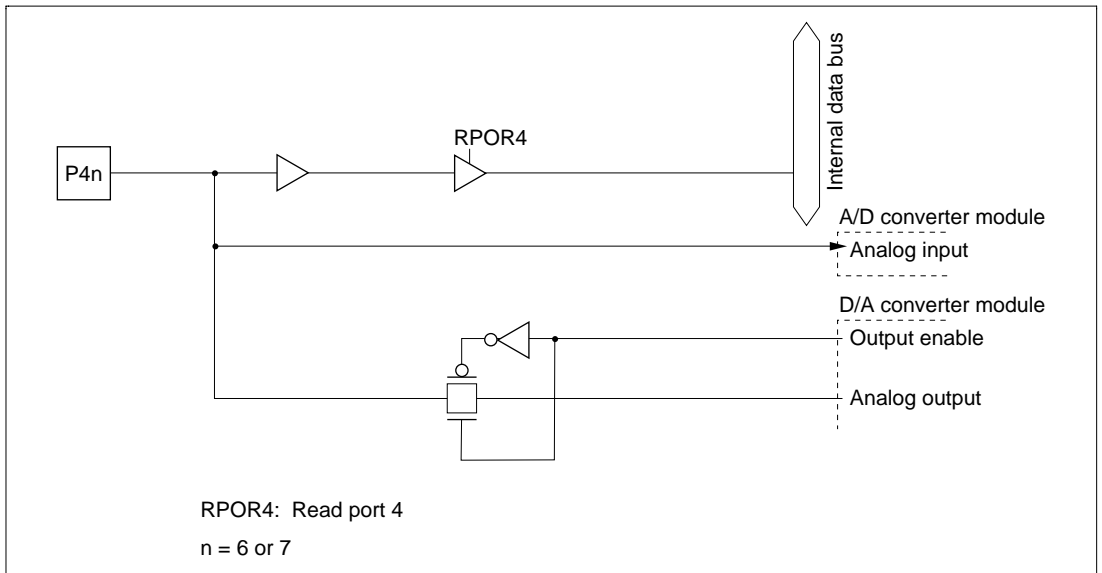 RPOR4
P4n
Internal data bus
A/D converter module
Analog input
D/A converter module
Output enable
Analog output
RPOR4: Read port 4
n = 6 or 7